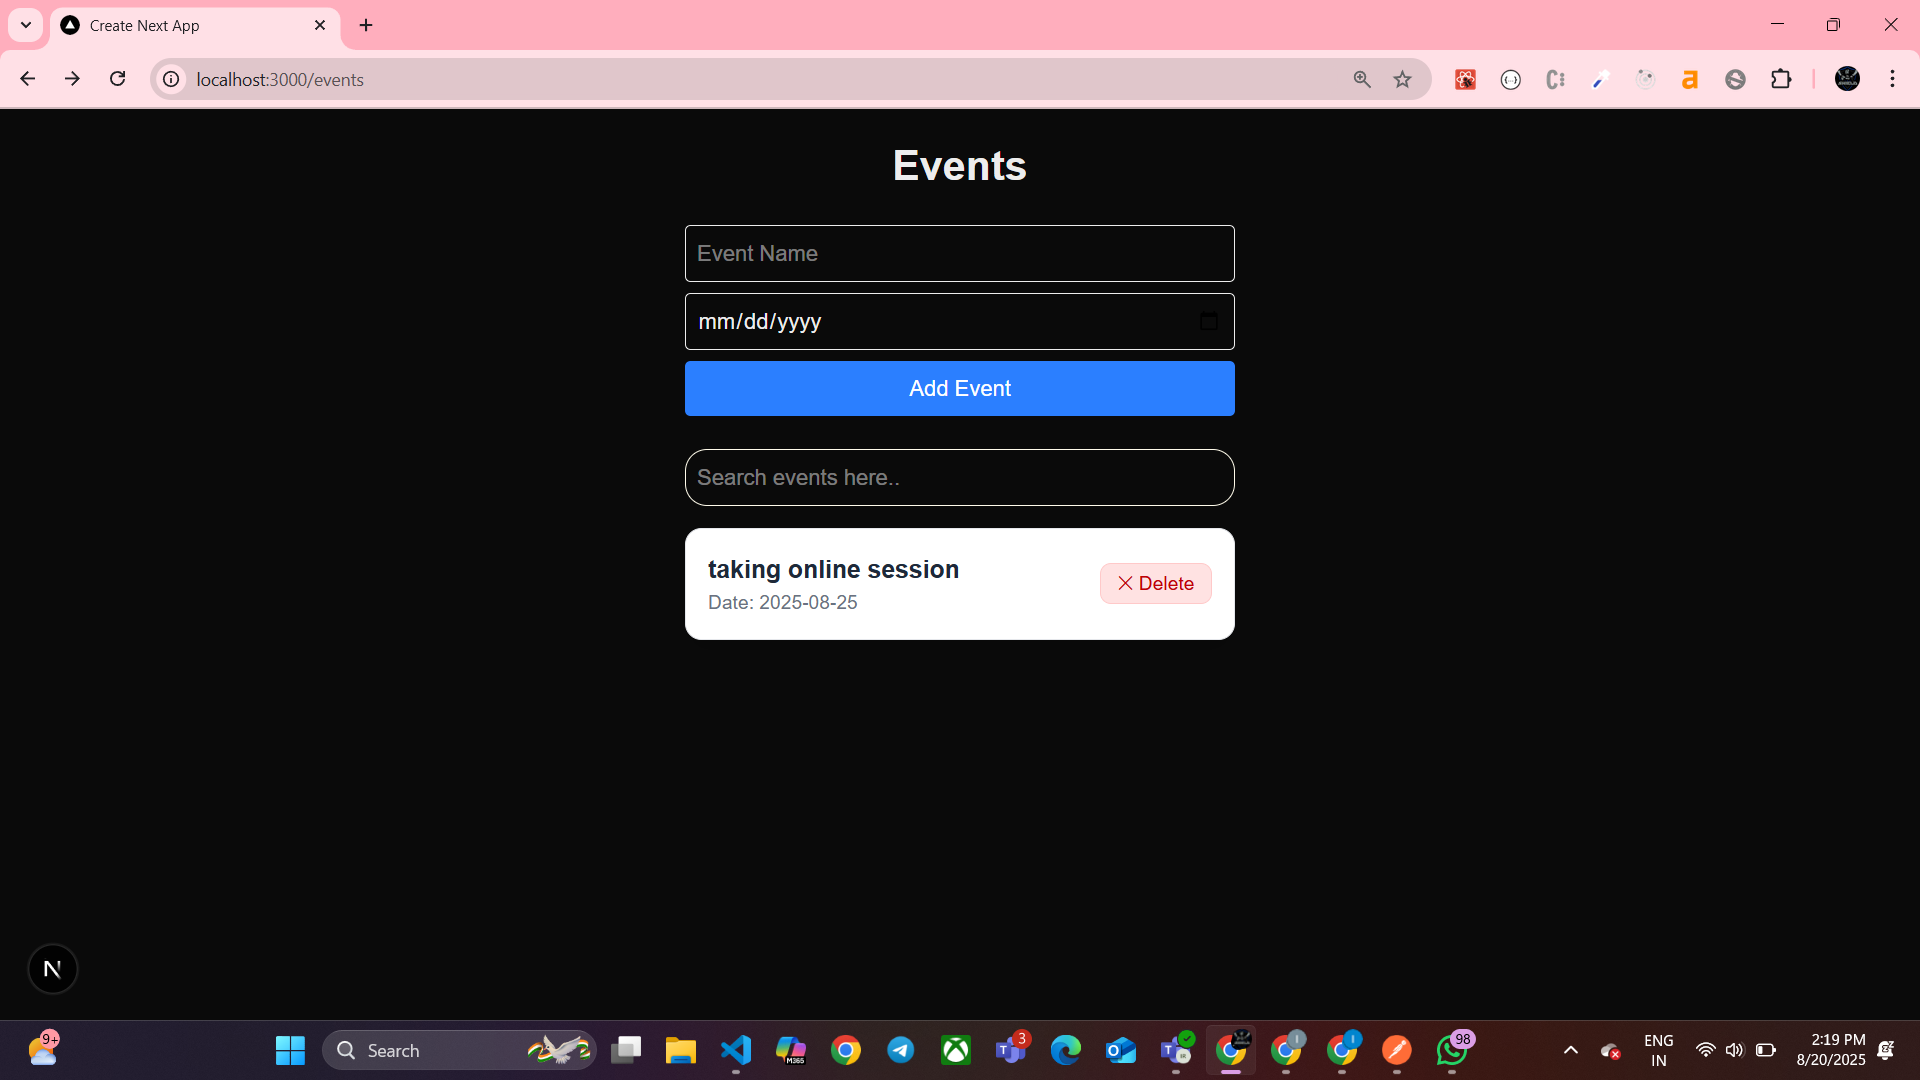 Create Next App
localhost:3000/events
Events
Event Name
mm/dd/yyyy
Add Event
Search events here..
taking online session
Date: 2025-08-25
Delete
N
9+
Search
M365
3
98
ENG
IN
2:19 PM
8/20/2025